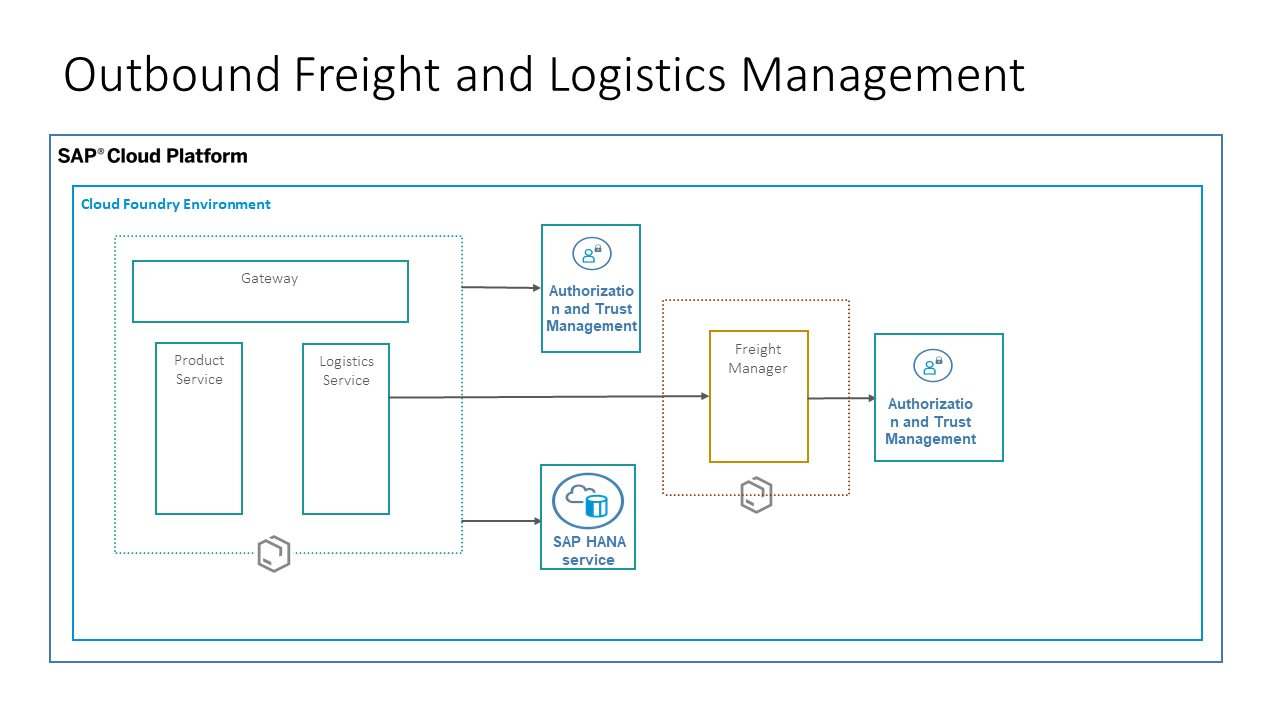 Outbound Freight and Logistics Management
SAP® Cloud Platform
Cloud Foundry Environment
Gateway
Product
Service
Logistics
Service
Authorizatio
n and Trust
Management
SAP HANA
service
Freight
Manager
Authorizatio
n and Trust
Management